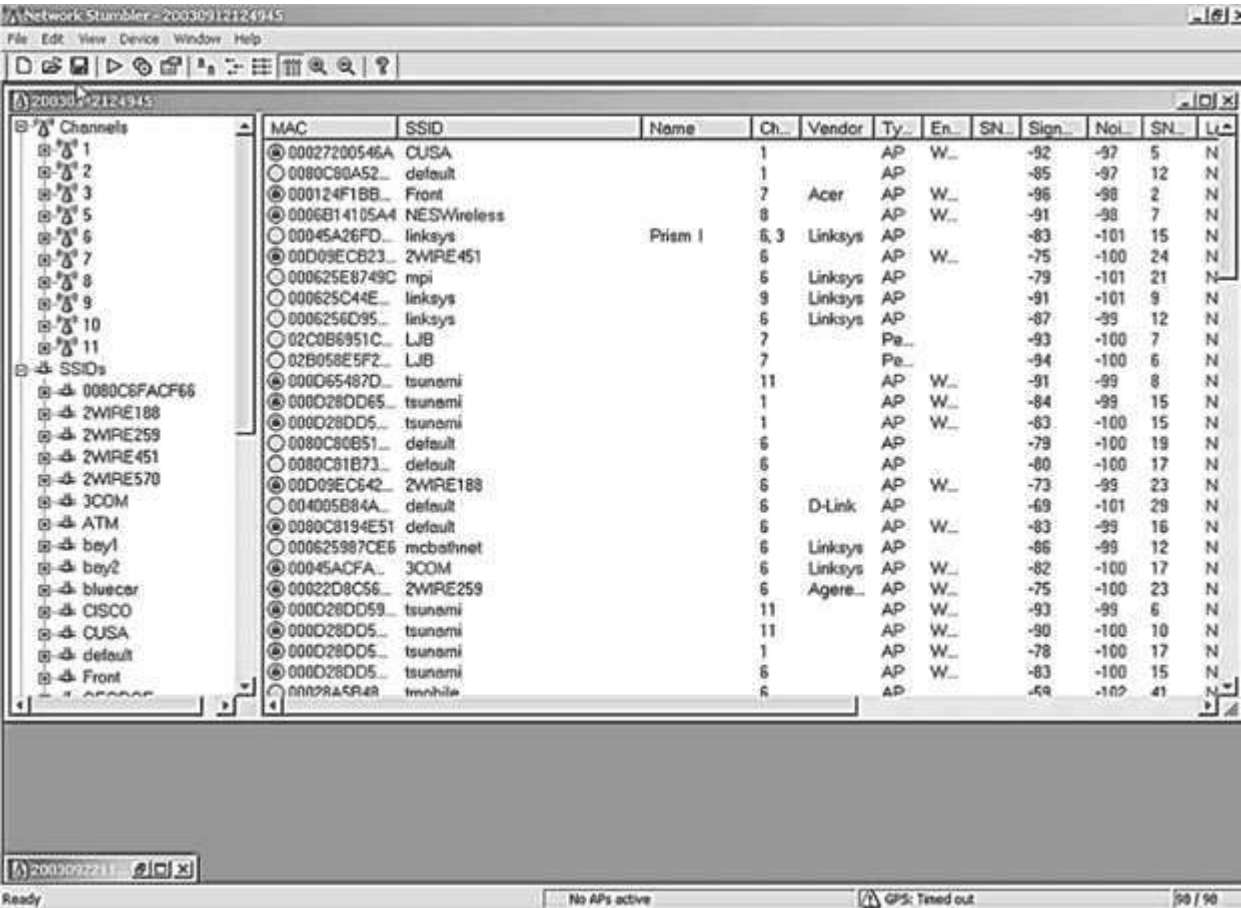 Network Stumbler - 20030912124945
File Edit View Device Window Help
20030912124945
Channels
1
2
3
5
6
7
8
9
10
11
SSIDs
0080C6FACF66
2WIRE188
2WIRE259
2WIRE451
2WIRE570
3COM
ATM
bay1
bay2
bluecar
CISCO
CUSA
default
Front
MAC SSID Name Ch... Vendor Ty... En... SN... Sign... Noi... SN...
00027200546A CUSA 1 AP W... -92 -97 5 N
0080C80A52... default 1 AP -85 -97 12 N
000124F1BB... Front 7 Acer AP W... -96 -98 2 N
0006B14105A4 NESWireless 8 AP W... -91 -98 7 N
00045A26FD... linksys Prism I 6, 3 Linksys AP -83 -101 15 N
00D09ECB23... 2WIRE451 6 AP W... -75 -100 24 N
000625E8749C mpi 6 Linksys AP -79 -101 21 N
000625C44E... linksys 9 Linksys AP -91 -101 9 N
0006256D95... linksys 6 Linksys AP -87 -99 12 N
02C0B6951C... LJB 7 Pe... -93 -100 7 N
02B058E5F2... LJB 7 Pe... -94 -100 6 N
000D65487D... tsunami 11 AP W... -91 -99 8 N
000D28DD65... tsunami 1 AP W... -84 -99 15 N
000D28DD5... tsunami 1 AP W... -83 -100 15 N
0080C80B51... default 6 AP -79 -100 19 N
0080C81B73... default 6 AP -80 -100 17 N
00D09EC642... 2WIRE188 6 AP W... -73 -99 23 N
004005B84A... default 6 D-Link AP -69 -101 29 N
0080C8194E51 default 6 AP W... -83 -99 16 N
000625987CE6 mcbathnet 6 Linksys AP -86 -99 12 N
00045ACFA... 3COM 6 Linksys AP W... -82 -100 17 N
00022D8C56... 2WIRE259 6 Agere... AP W... -75 -100 23 N
000D28DD59... tsunami 11 AP W... -93 -99 6 N
000D28DD5... tsunami 11 AP W... -90 -100 10 N
000D28DD5... tsunami 1 AP W... -78 -100 17 N
000D28DD5... tsunami 6 AP W... -83 -100 15 N
00028A5B48... tmobile 6 AP -59 -102 41 N
Ready No APs active GPS: Timed out 98 / 98